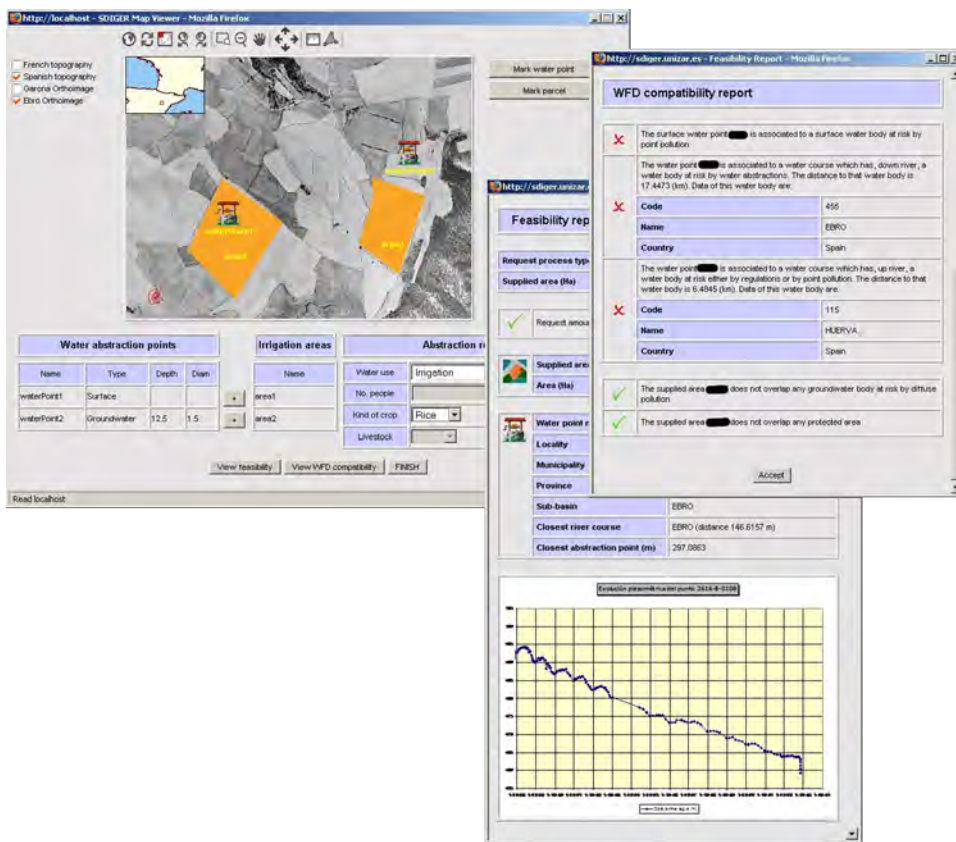 http://localhost - SDIGER Map Viewer - Mozilla Firefox
French topography
Spanish topography
Garona Orthoimage
Ebro Orthoimage
Mark water point
Mark parcel
waterPoint1
area1
area2
Water abstraction points
Name Type Depth Diam
waterPoint1 Surface
waterPoint2 Groundwater 12.5 1.5
Irrigation areas
Name
area1
area2
Abstraction
Water use Irrigation
No. people
Kind of crop Rice
Livestock
View feasibility View WFD compatibility FINISH
Read localhost
http://sdiger.unizar.
Feasibility rep
Request process typ
Supplied area (Ha)
Request amou
Supplied are
Area (Ha)
Water point
Locality
Municipality
Province
Sub-basin EBRO
Closest river course EBRO (distance 146.6157 m)
Closest abstraction point (m) 297.0863
Evolución piezométrica del punto
http://sdiger.unizar.es - Feasibility Report - Mozilla Firefox
WFD compatibility report
The surface water point is associated to a surface water body at risk by
point pollution
The water point is associated to a water course which has, down river, a
water body at risk by water abstractions. The distance to that water body is
17.4473 (km). Data of this water body are:
Code 455
Name EBRO
Country Spain
The water point is associated to a water course which has, up river, a
water body at risk either by regulations or by point pollution. The distance to that
water body is 6.4845 (km). Data of this water body are:
Code 115
Name HUERVA
Country Spain
The supplied area does not overlap any groundwater body at risk by diffuse
pollution
The supplied area does not overlap any protected area
Accept